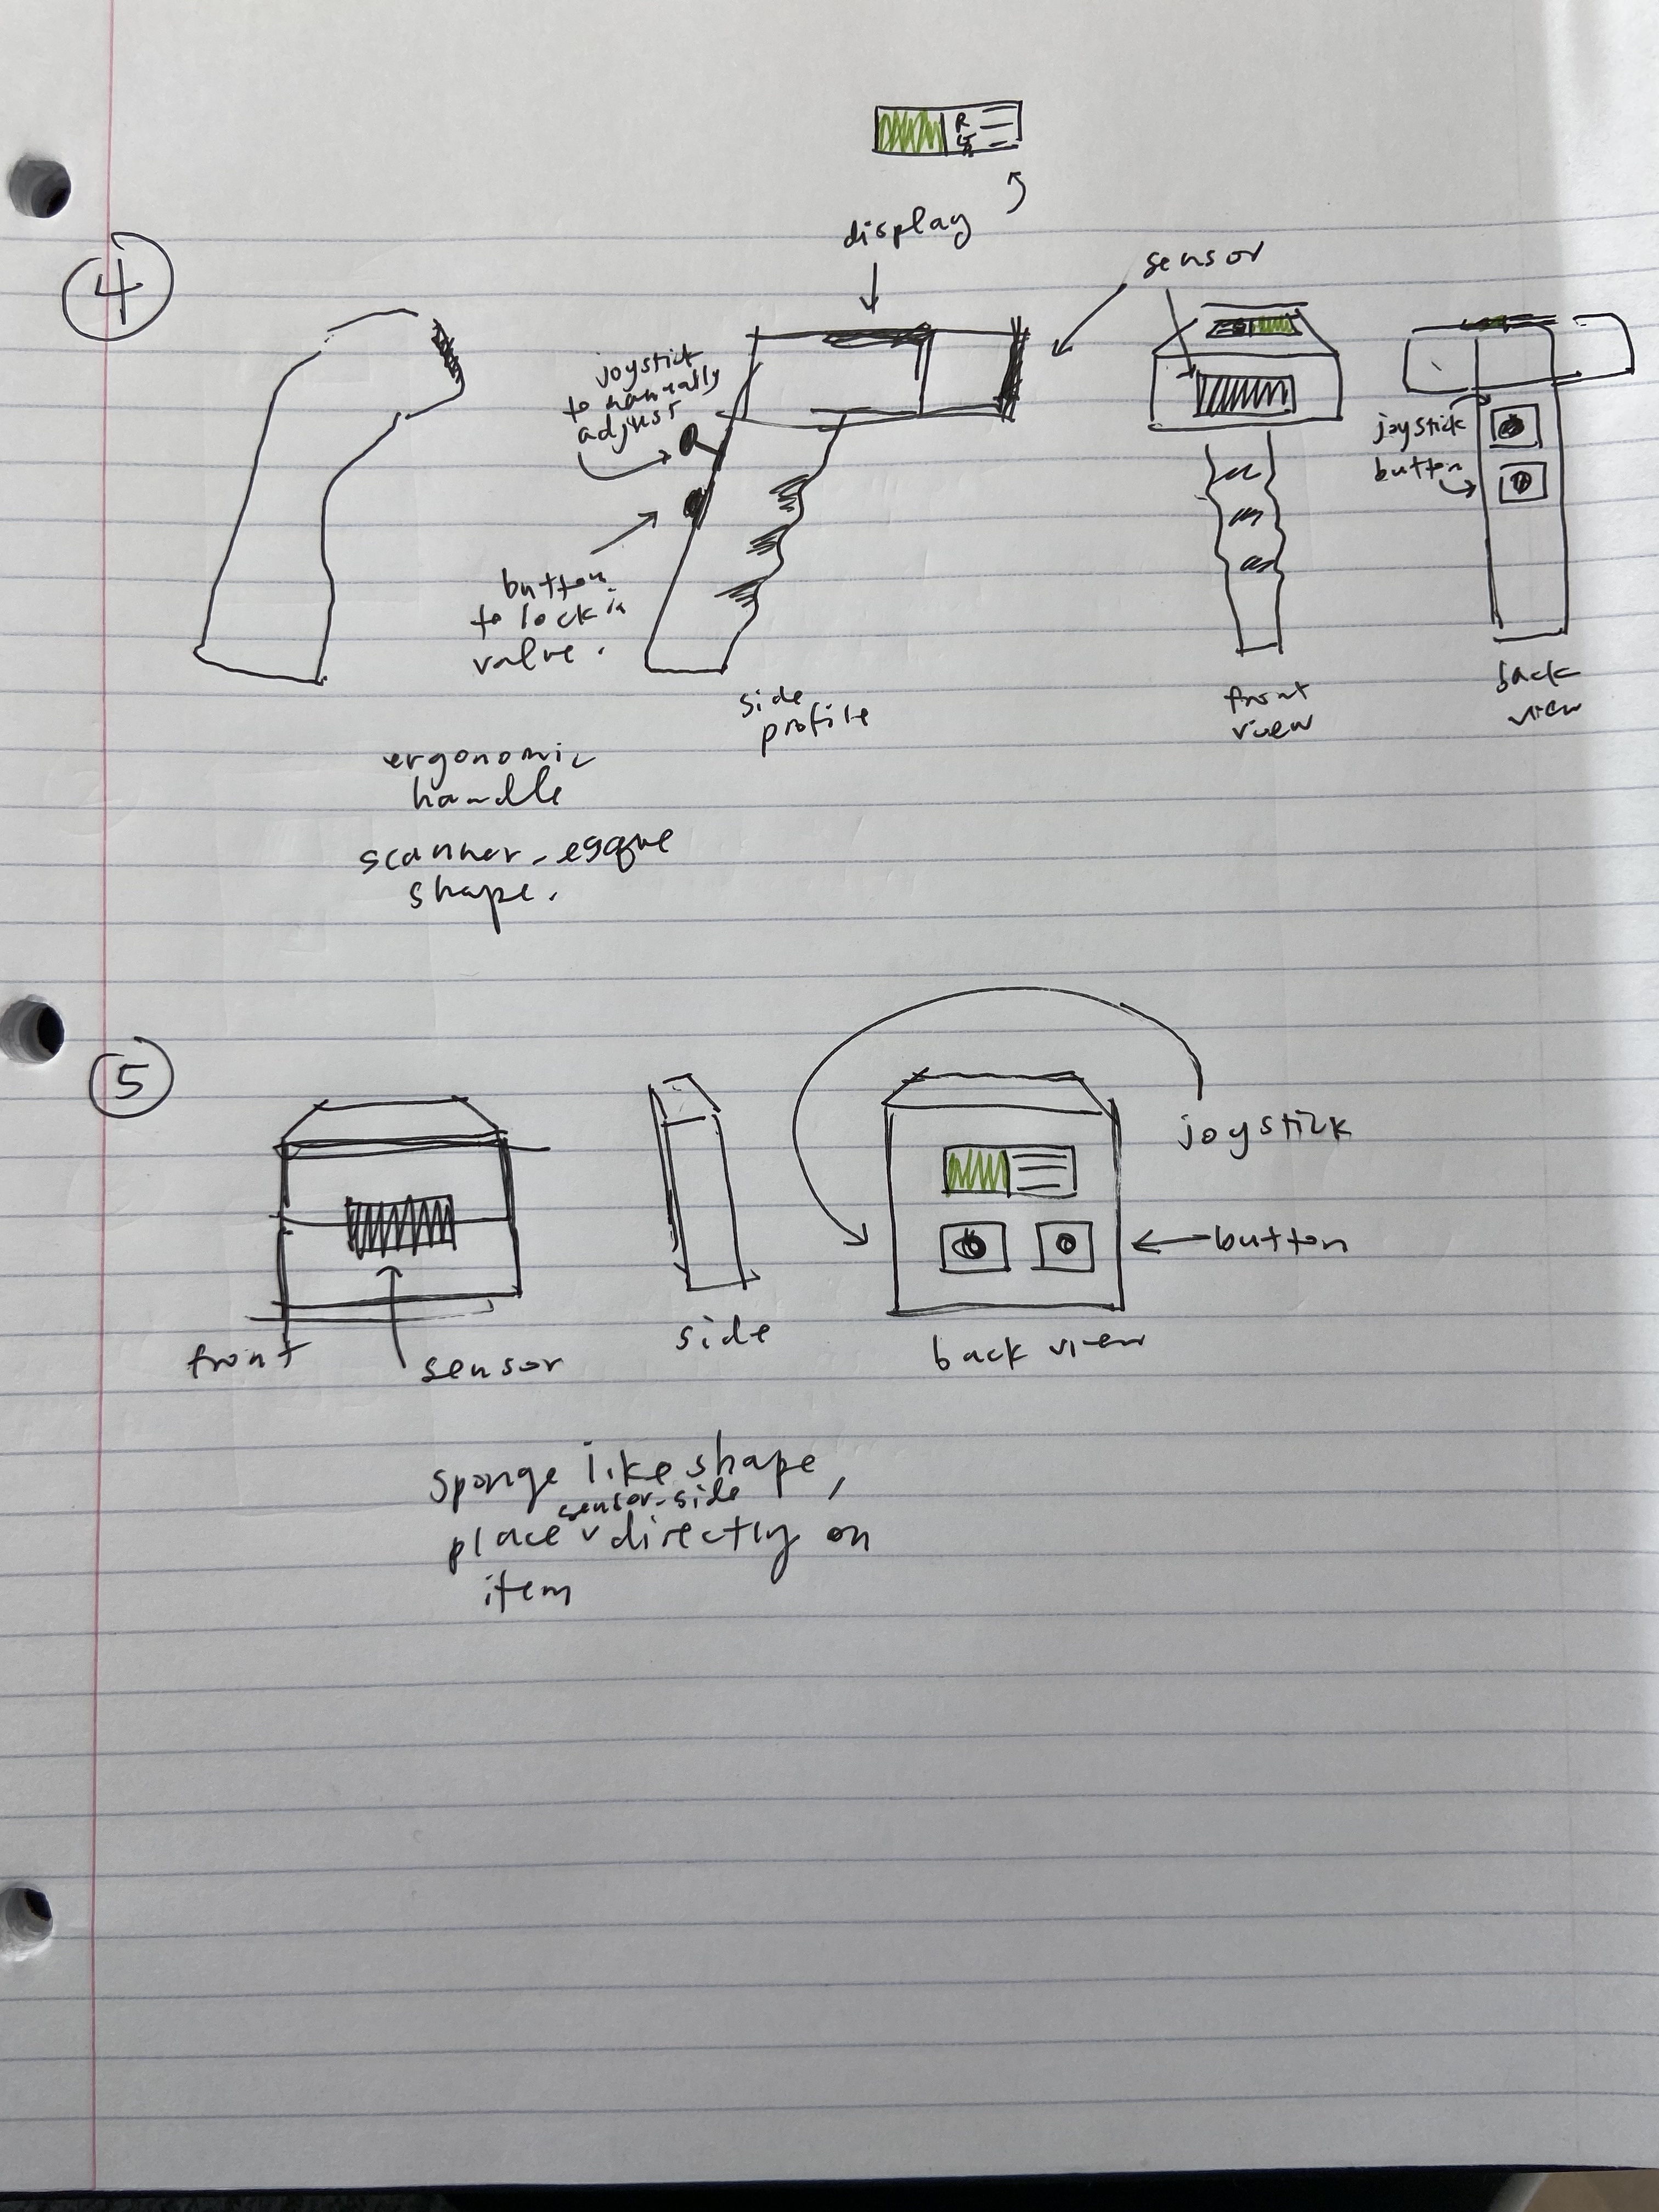 R
G
B
display
sensor
4
joystick
to manually
adjust
joystick
button
button
to lock in
value.
side
profile
front
view
back
view
ergonomic
handle
scanner-esque
shape.
5
joystick
button
front
sensor
side
back view
sponge like shape,
sensor-side
place v directly on
item